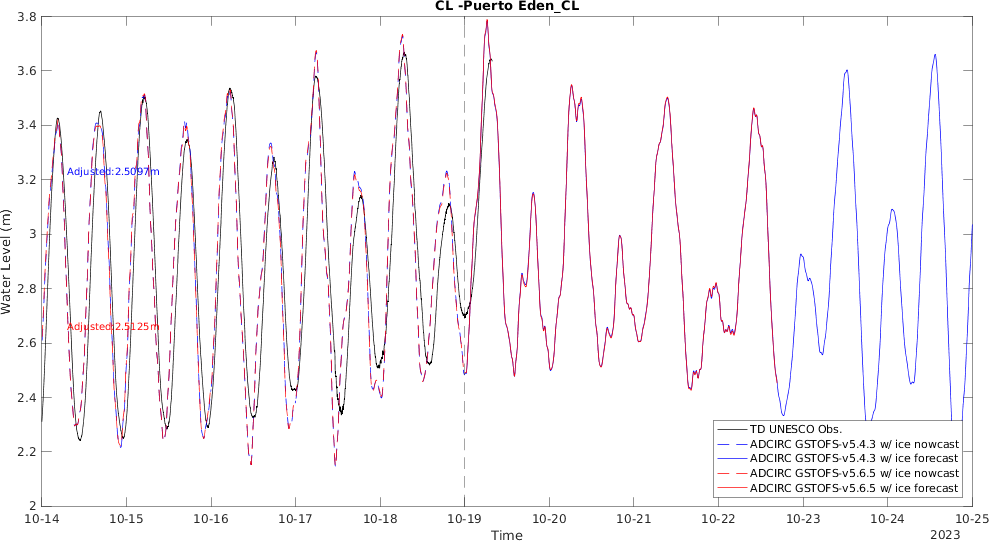 CL -Puerto Eden_CL
3.8
3.6
3.4
3.2
3
2.8
2.6
2.4
2.2
2
Water Level (m)
Adjusted:2.5097m
Adjusted:2.5125m
TD UNESCO Obs.
ADCIRC GSTOFS-v5.4.3 w/ ice nowcast
ADCIRC GSTOFS-v5.4.3 w/ ice forecast
ADCIRC GSTOFS-v5.6.5 w/ ice nowcast
ADCIRC GSTOFS-v5.6.5 w/ ice forecast
10-14 10-15 10-16 10-17 10-18 10-19 10-20 10-21 10-22 10-23 10-24 10-25
Time
2023